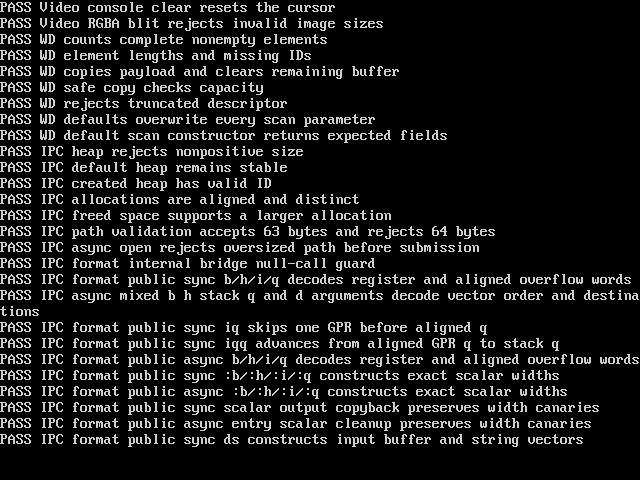 PASS Video console clear resets the cursor
PASS Video RGBA blit rejects invalid image sizes
PASS WD counts complete nonempty elements
PASS WD element lengths and missing IDs
PASS WD copies payload and clears remaining buffer
PASS WD safe copy checks capacity
PASS WD rejects truncated descriptor
PASS WD defaults overwrite every scan parameter
PASS WD default scan constructor returns expected fields
PASS IPC heap rejects nonpositive size
PASS IPC default heap remains stable
PASS IPC created heap has valid ID
PASS IPC allocations are aligned and distinct
PASS IPC freed space supports a larger allocation
PASS IPC path validation accepts 63 bytes and rejects 64 bytes
PASS IPC async open rejects oversized path before submission
PASS IPC format internal bridge null-call guard
PASS IPC format public sync b/h/i/q decodes register and aligned overflow words
PASS IPC async mixed b h stack q and d arguments decode vector order and destina
tions
PASS IPC format public sync iq skips one GPR before aligned q
PASS IPC format public sync iqq advances from aligned GPR q to stack q
PASS IPC format public async b/h/i/q decodes register and aligned overflow words
PASS IPC format public sync :b/:h/:i/:q constructs exact scalar widths
PASS IPC format public async :b/:h/:i/:q constructs exact scalar widths
PASS IPC format public sync scalar output copyback preserves width canaries
PASS IPC format public async entry scalar cleanup preserves width canaries
PASS IPC format public sync ds constructs input buffer and string vectors